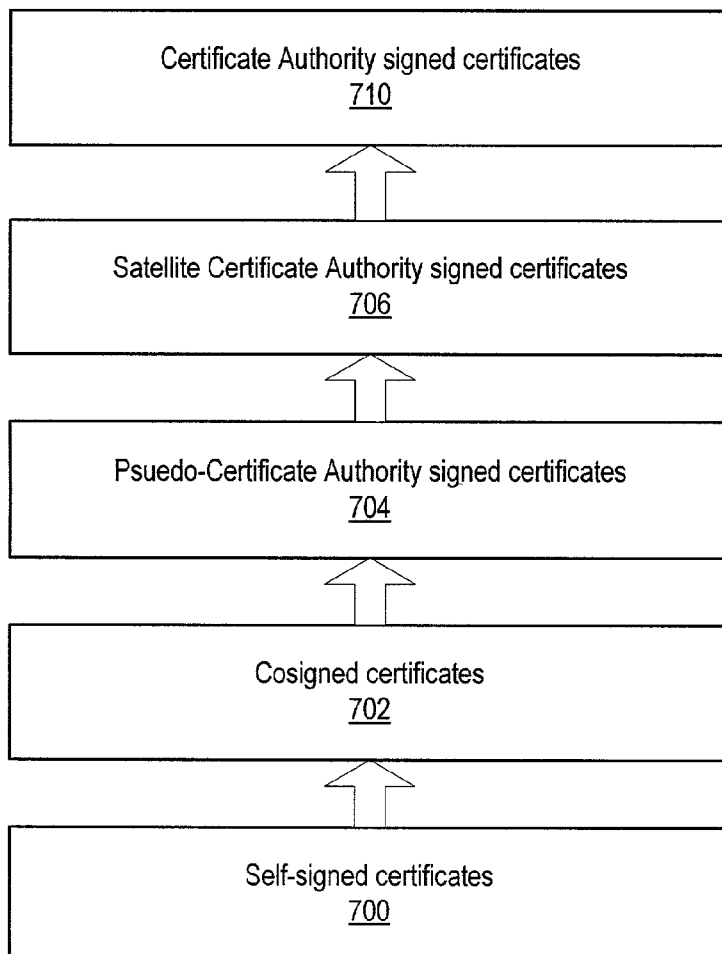 Certificate Authority signed certificates
710
Satellite Certificate Authority signed certificates
706
Psuedo-Certificate Authority signed certificates
704
Cosigned certificates
702
Self-signed certificates
700